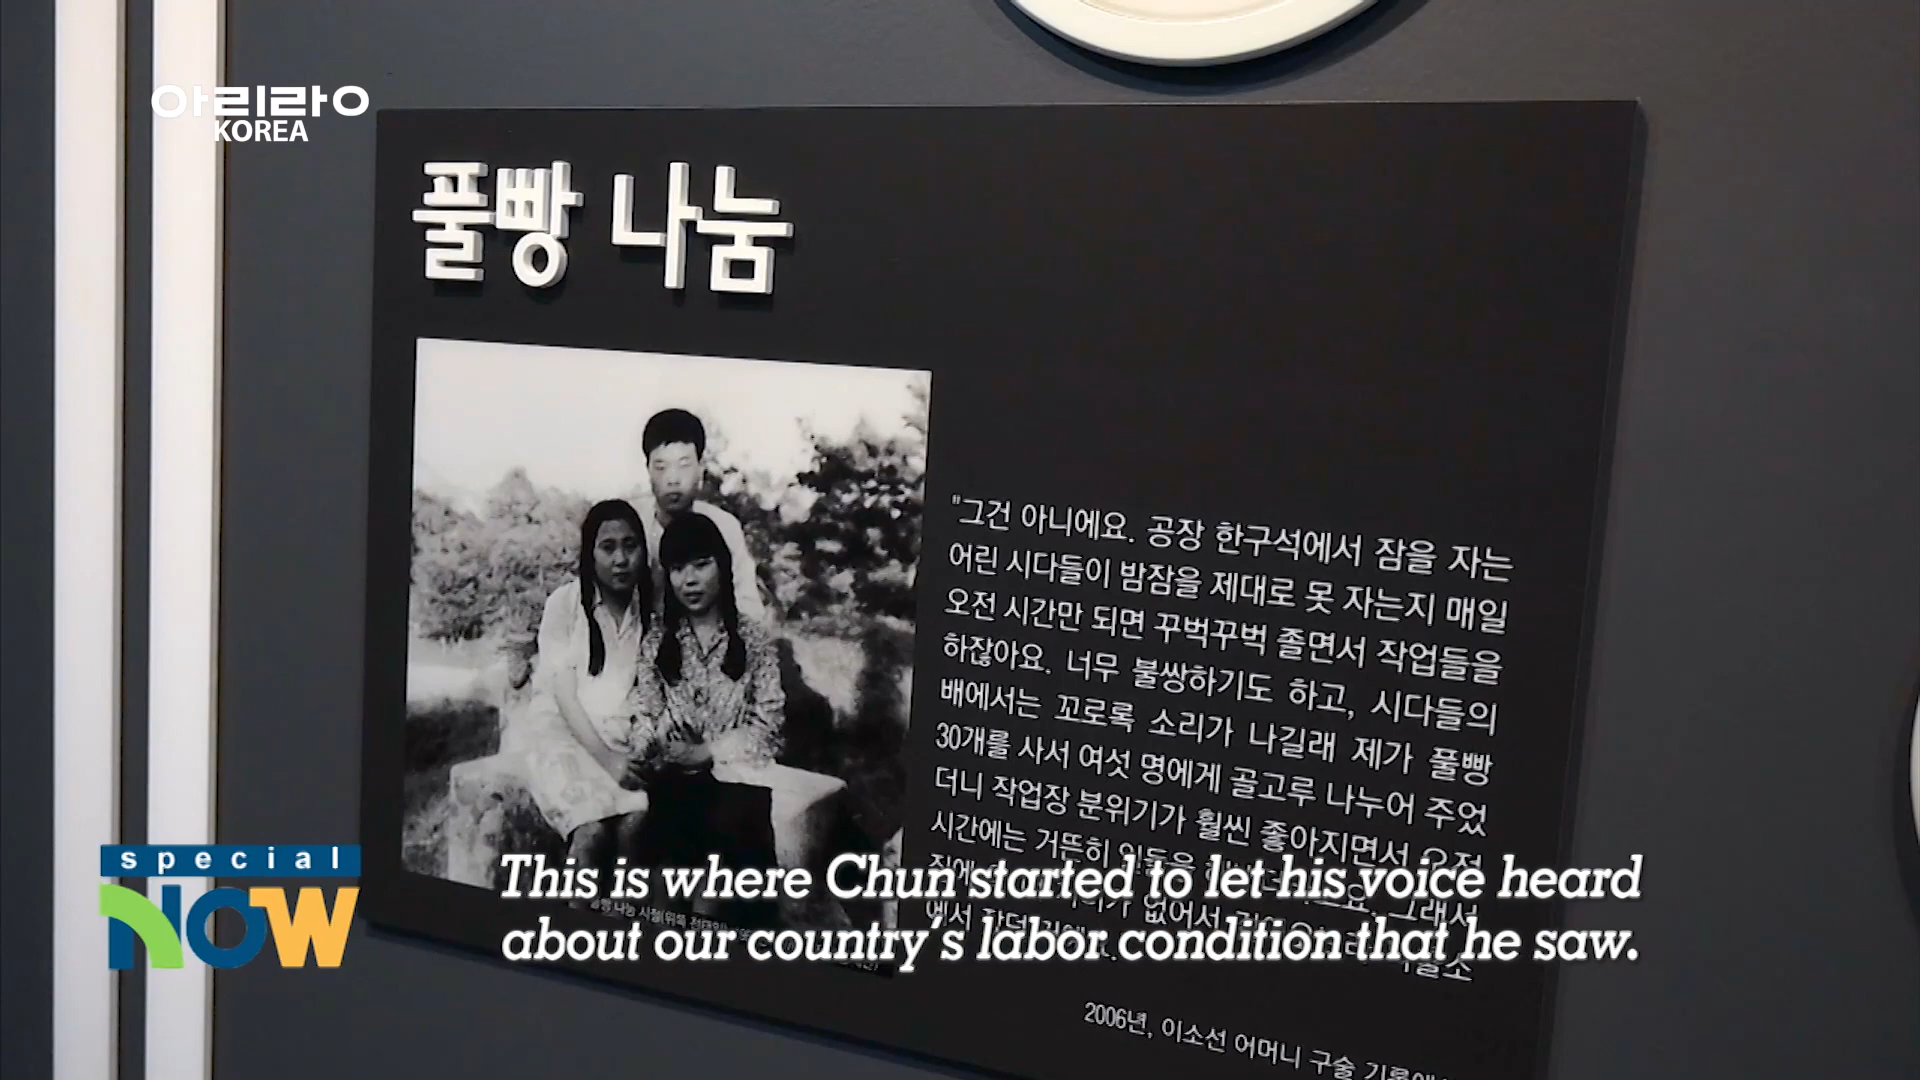 아리랑
KOREA
풀빵 나눔
"그건 아니에요. 공장 한구석에서 잠을 자는
어린 시다들이 밤잠을 제대로 못 자는지 매일
오전 시간만 되면 꾸벅꾸벅 졸면서 작업들을
하잖아요. 너무 불쌍하기도 하고, 시다들의
배에서는 꼬로록 소리가 나길래 제가 풀빵
30개를 사서 여섯 명에게 골고루 나누어 주었
더니 작업장 분위기가 훨씬 좋아지면서 오전
시간에는 거뜬히
없어서
에서
2006년, 이소선 어머니 구술
special
NOW
This is where Chun started to let his voice heard
about our country's labor condition that he saw.